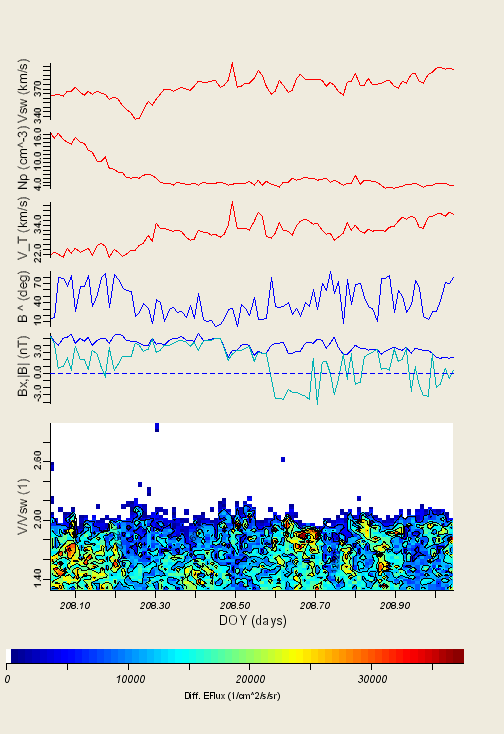 Vsw (km/s)
370
340
Np (cm^-3)
16.0
10.0
4.0
V_T (km/s)
34.0
22.0
B ^ (deg)
70
40
10
Bx,|B| (nT)
3.0
0.0
-3.0
V/Vsw (1)
2.60
2.00
1.40
208.10 208.30 208.50 208.70 208.90
DOY (days)
0 10000 20000 30000
Diff. EFlux (1/cm^2/s/sr)